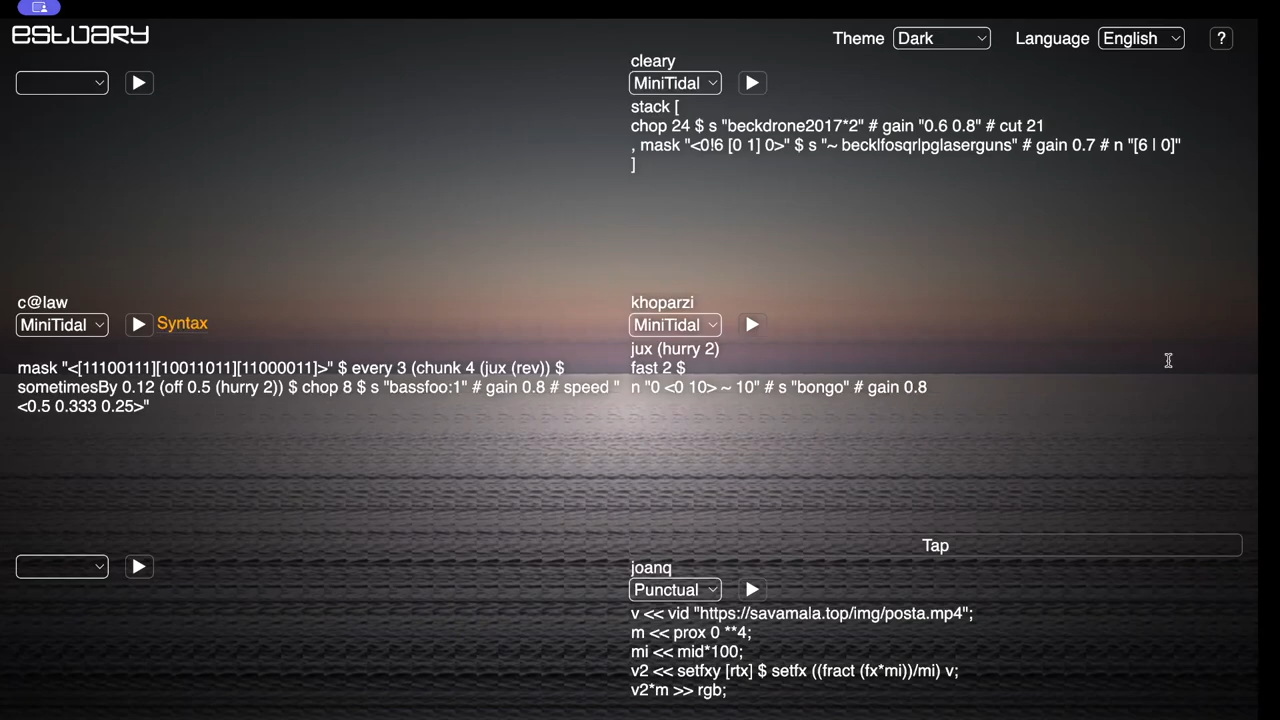 estuary
Theme Dark Language English ?
cleary
MiniTidal
stack [
chop 24 $ s "beckdrone2017*2" # gain "0.6 0.8" # cut 21
, mask "<0!6 [0 1] 0>" $ s "~ beck|fosqr|pglaserguns" # gain 0.7 # n "[6 | 0]"
]
c@law
MiniTidal Syntax
mask "<[11100111][10011011][11000011]>" $ every 3 (chunk 4 (jux (rev)) $
sometimesBy 0.12 (off 0.5 (hurry 2)) $ chop 8 $ s "bassfoo:1" # gain 0.8 # speed "
<0.5 0.333 0.25>"
khoparzi
MiniTidal
jux (hurry 2)
fast 2 $
n "0 <0 10> ~ 10" # s "bongo" # gain 0.8
Tap
joanq
Punctual
v << vid "https://savamala.top/img/posta.mp4";
m << prox 0 **4;
mi << mid*100;
v2 << setfxy [rtx] $ setfx ((fract (fx*mi))/mi) v;
v2*m >> rgb;